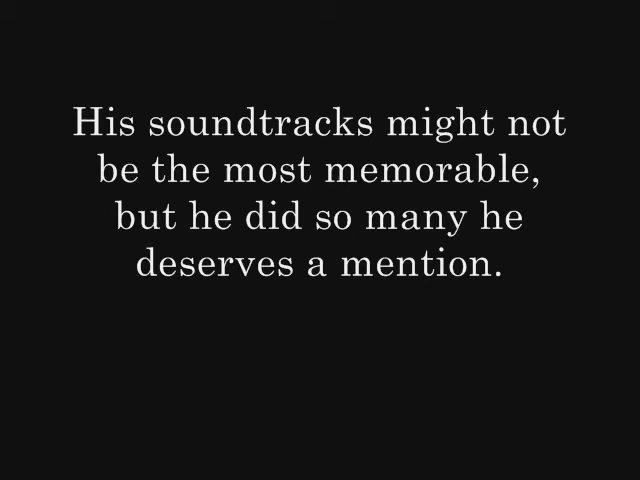 His soundtracks might not
be the most memorable,
but he did so many he
deserves a mention.